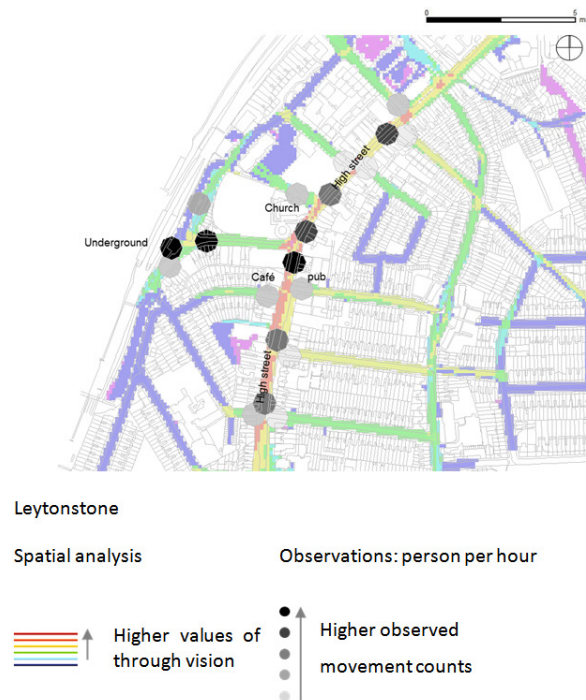 0 5
m
High street
Church
Underground
Café
pub
High street
Leytonstone
Spatial analysis
Observations: person per hour
Higher values of
through vision
Higher observed
movement counts